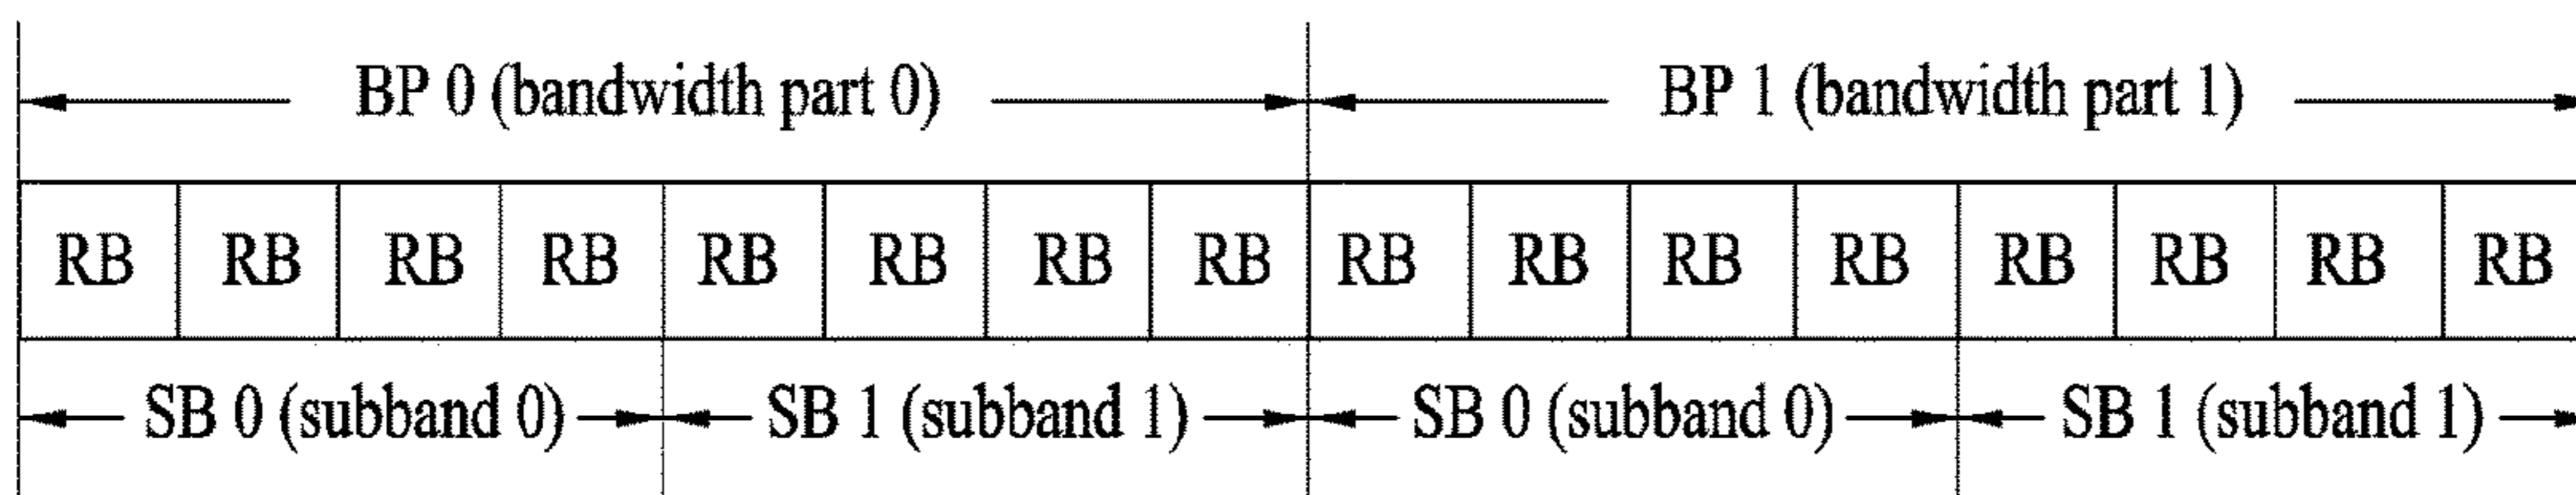 BP 0 (bandwidth part 0) BP 1 (bandwidth part 1)
RB RB RB RB RB RB RB RB RB RB RB RB RB RB RB RB
SB 0 (subband 0) SB 1 (subband 1) SB 0 (subband 0) SB 1 (subband 1)